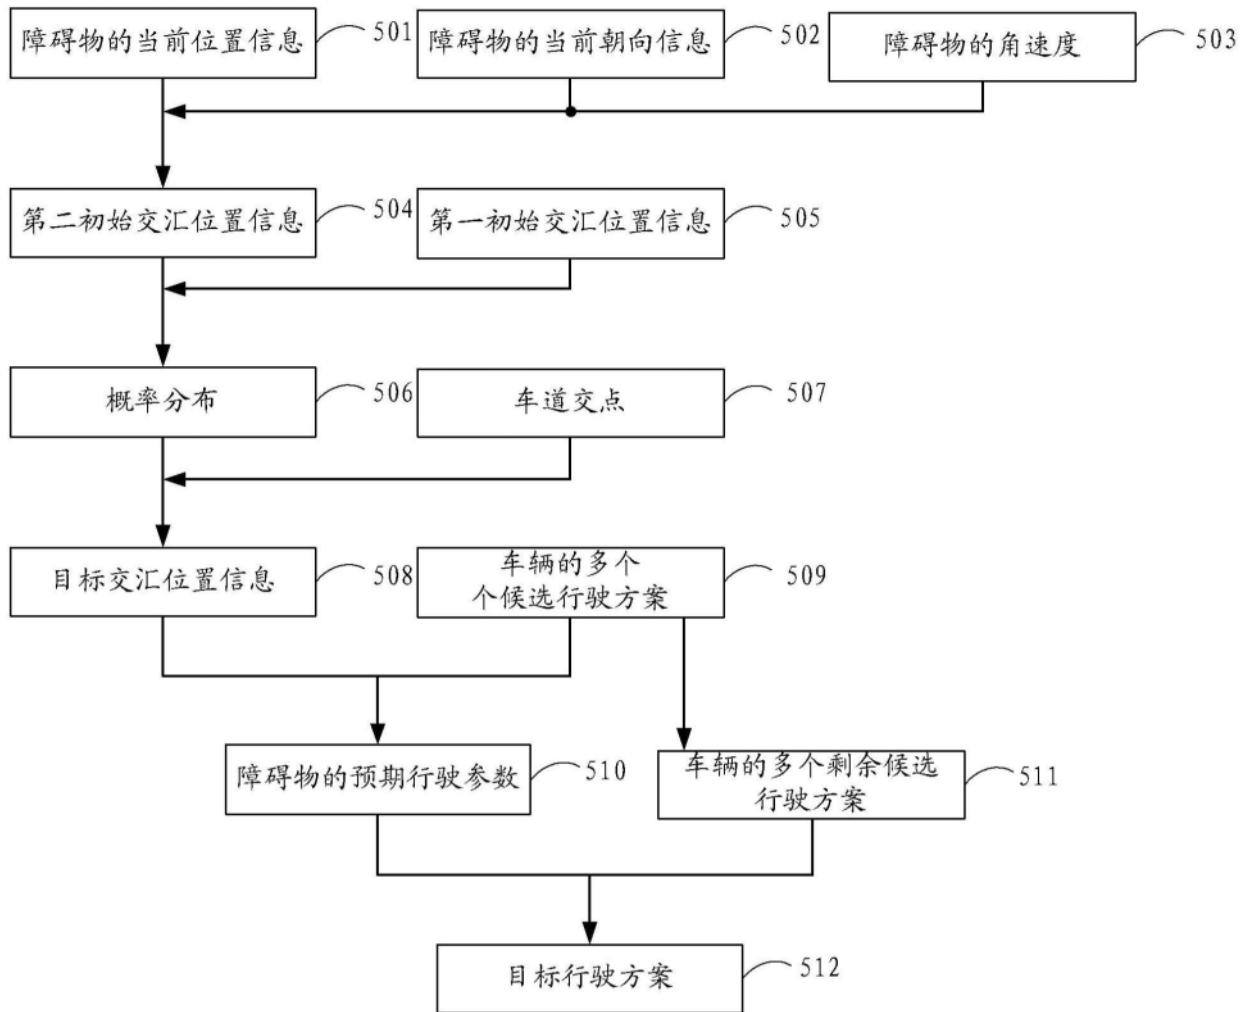 障碍物的当前位置信息
501
障碍物的当前朝向信息
502
障碍物的角速度
503
第二初始交汇位置信息
504
第一初始交汇位置信息
505
概率分布
506
车道交点
507
目标交汇位置信息
508
车辆的多个
个候选行驶方案
509
障碍物的预期行驶参数
510
车辆的多个剩余候选
行驶方案
511
目标行驶方案
512